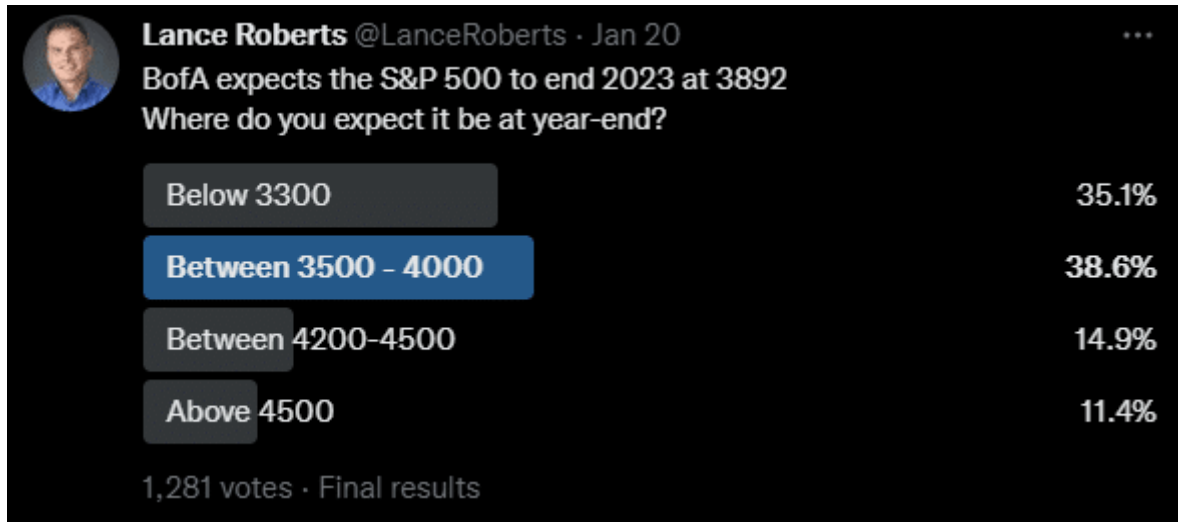 Lance Roberts @LanceRoberts · Jan 20
BofA expects the S&P 500 to end 2023 at 3892
Where do you expect it be at year-end?
Below 3300 35.1%
Between 3500 - 4000 38.6%
Between 4200-4500 14.9%
Above 4500 11.4%
1,281 votes · Final results